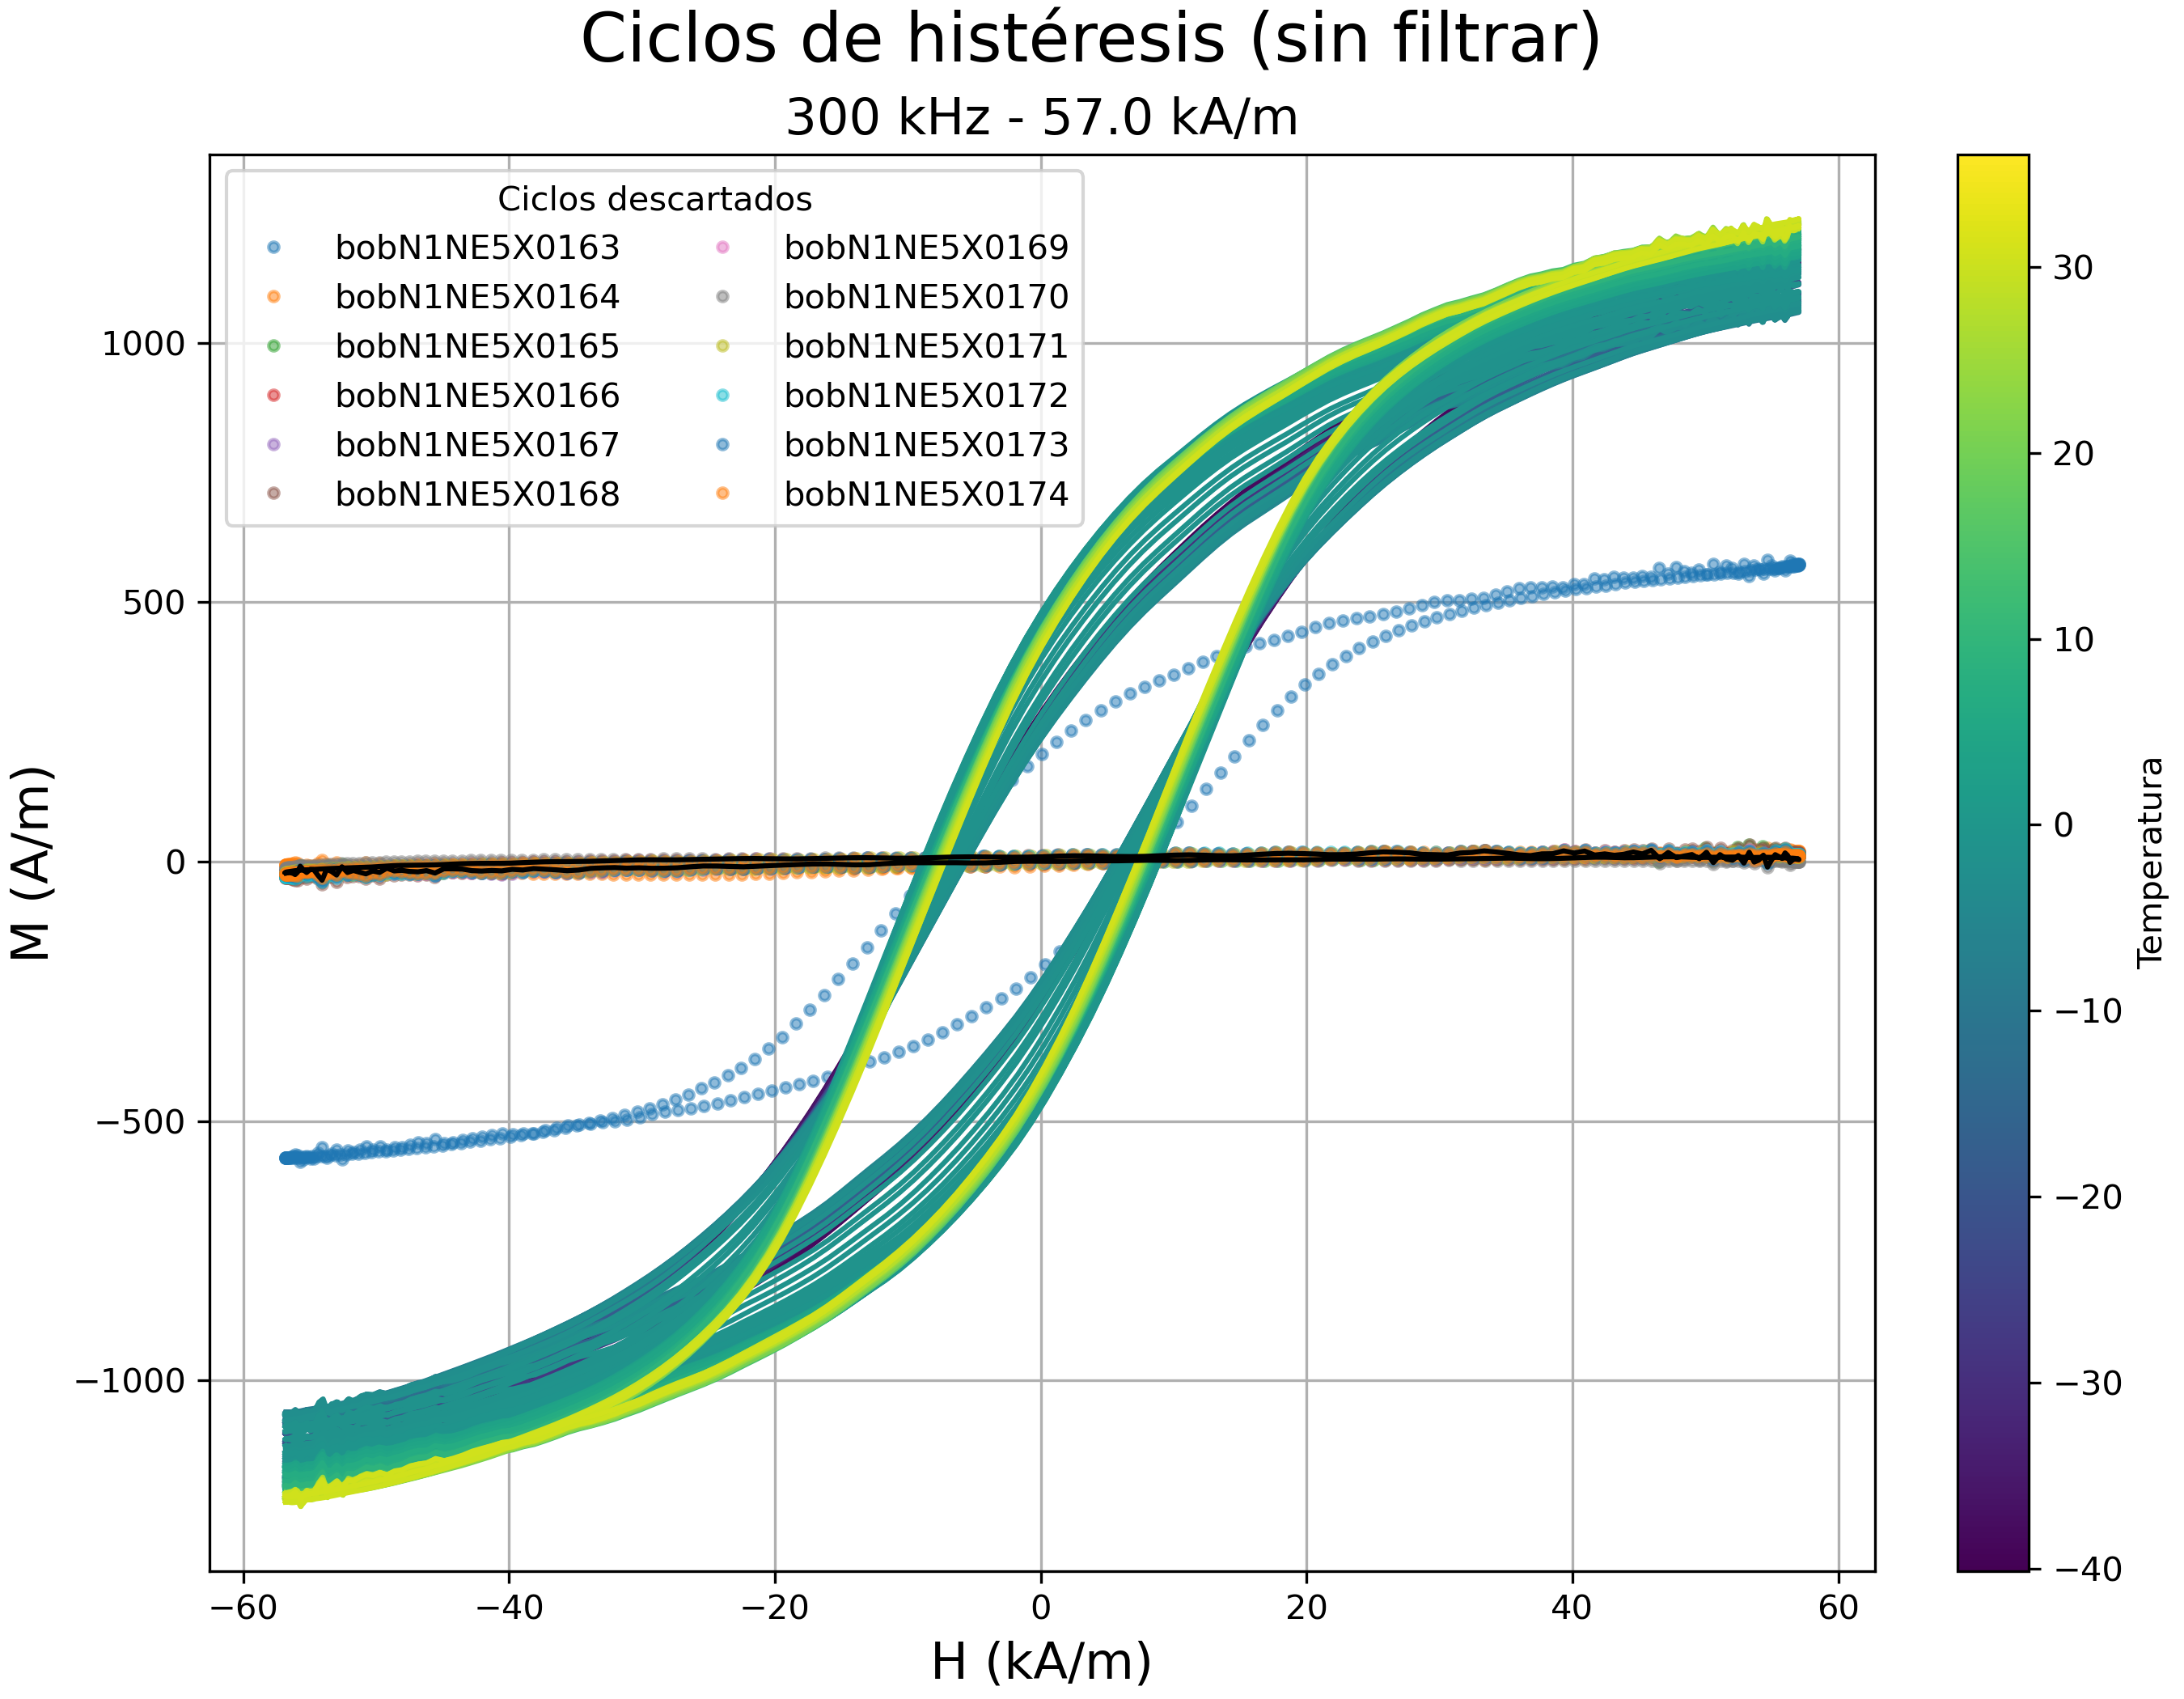 Ciclos de histéresis (sin filtrar)
300 kHz - 57.0 kA/m
Ciclos descartados
bobN1NE5X0163
bobN1NE5X0164
bobN1NE5X0165
bobN1NE5X0166
bobN1NE5X0167
bobN1NE5X0168
bobN1NE5X0169
bobN1NE5X0170
bobN1NE5X0171
bobN1NE5X0172
bobN1NE5X0173
bobN1NE5X0174
M (A/m)
1000
500
0
−500
−1000
−60
−40
−20
0
20
40
60
H (kA/m)
30
20
10
0
−10
−20
−30
−40
Temperatura